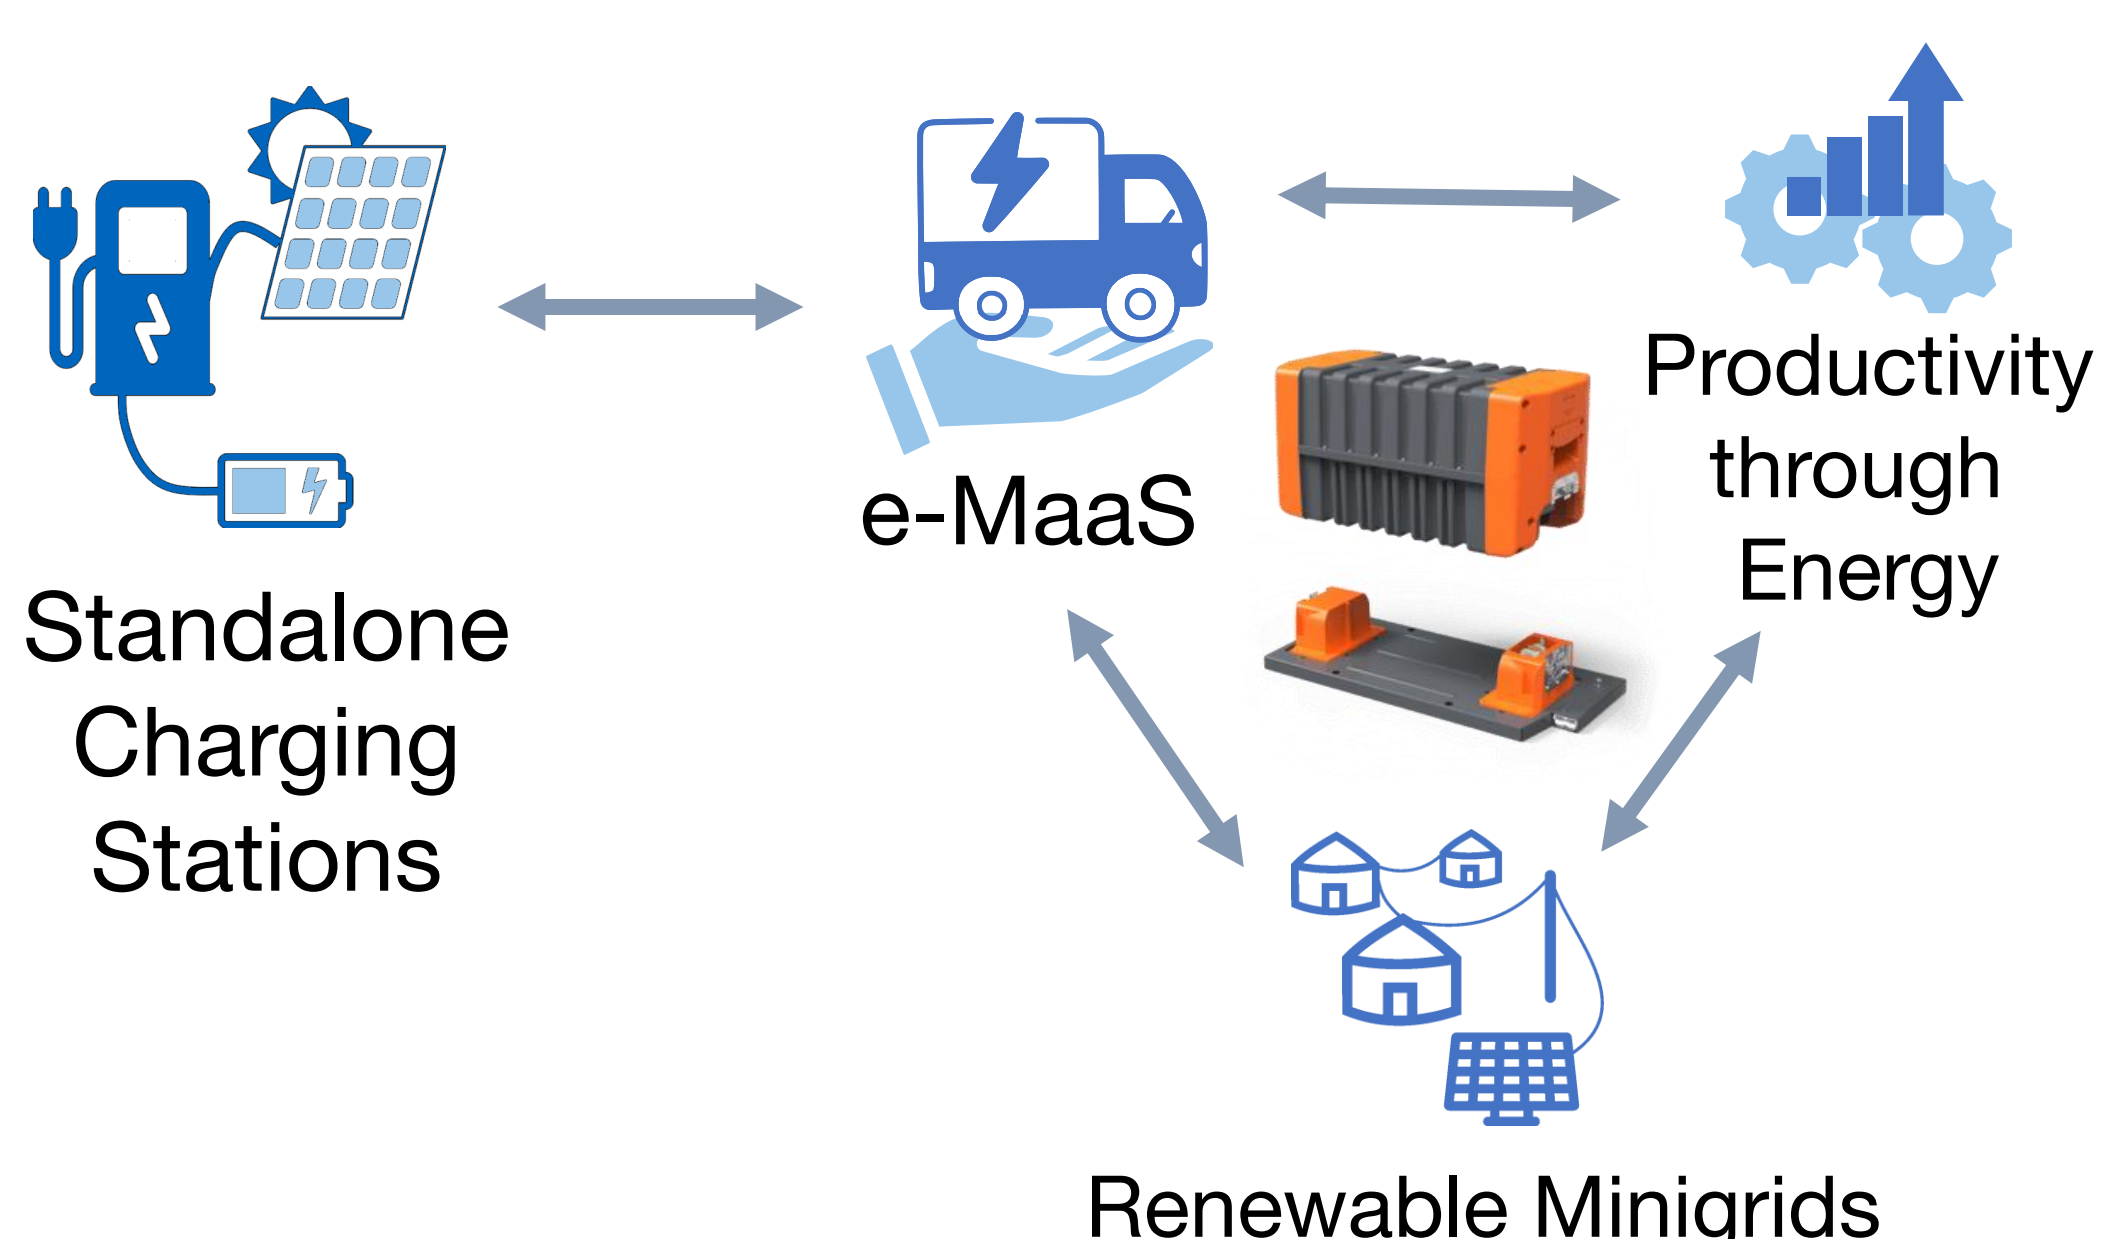 Standalone
Charging
Stations
e-MaaS
Productivity
through
Energy
Renewable Minigrids